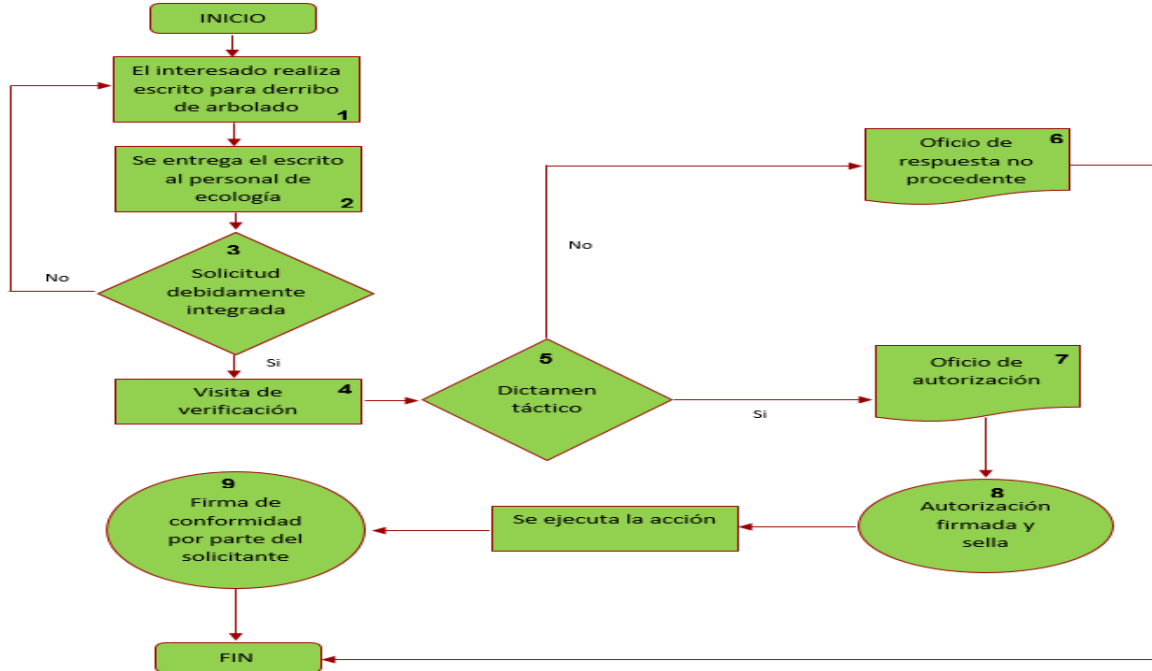 INICIO
El interesado realiza
escrito para derribo
de arbolado
1
Se entrega el escrito
al personal de
ecología
2
3
Solicitud
debidamente
integrada
No
Si
Visita de
verificación
4
5
Dictamen
táctico
No
Si
6
Oficio de
respuesta no
procedente
7
Oficio de
autorización
8
Autorización
firmada y
sella
Se ejecuta la acción
9
Firma de
conformidad
por parte del
solicitante
FIN